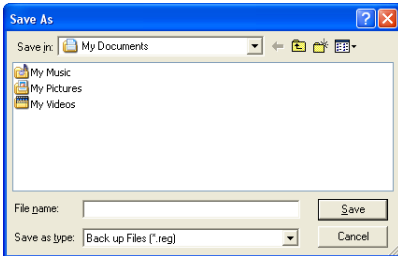 Save As
Save in: My Documents
My Music
My Pictures
My Videos
File name: Save
Save as type: Back up Files (*.reg) Cancel